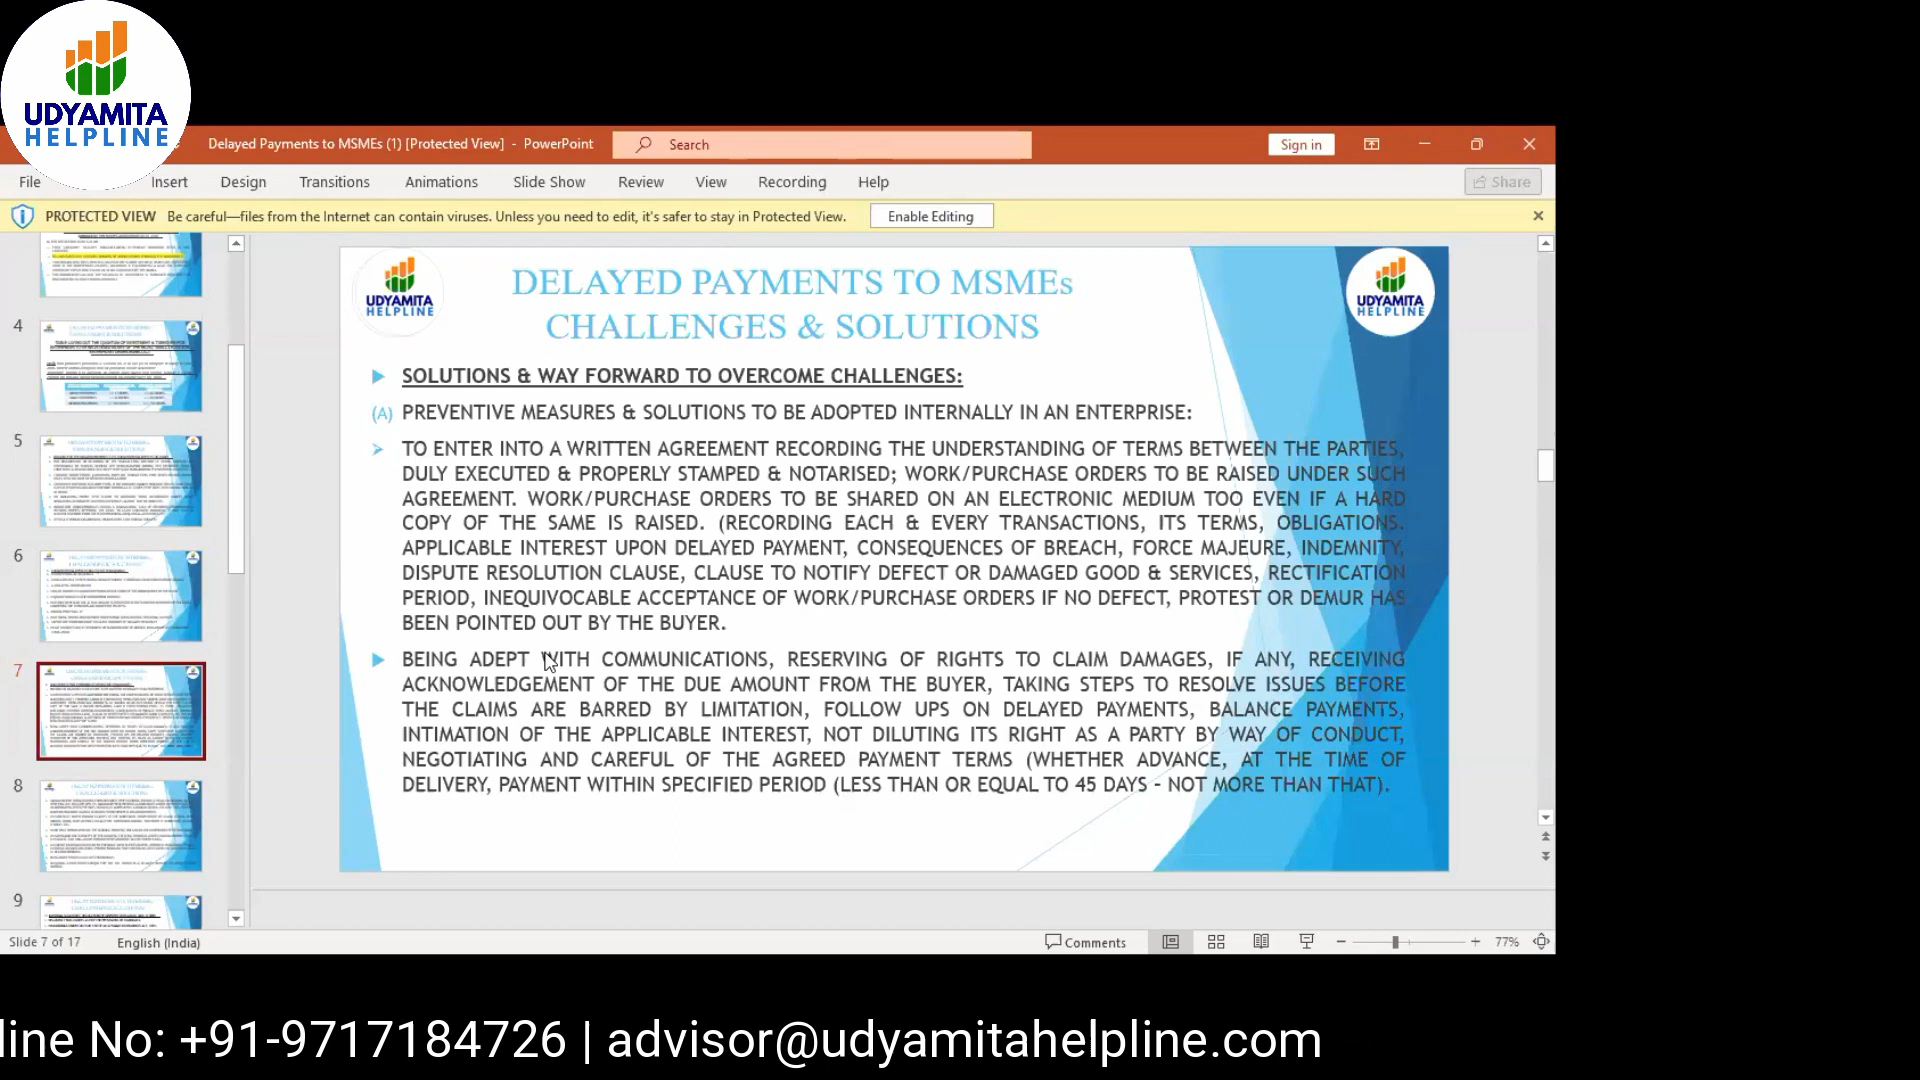 UDYAMITA
HELPLINE
Delayed Payments to MSMEs (1) [Protected View] - PowerPoint
Search
Sign in
File
Insert
Design
Transitions
Animations
Slide Show
Review
View
Recording
Help
Share
PROTECTED VIEW Be careful—files from the Internet can contain viruses. Unless you need to edit, it's safer to stay in Protected View.
Enable Editing
4
5
6
7
8
9
UDYAMITA
HELPLINE
DELAYED PAYMENTS TO MSMEs
CHALLENGES & SOLUTIONS
UDYAMITA
HELPLINE
SOLUTIONS & WAY FORWARD TO OVERCOME CHALLENGES:
(A) PREVENTIVE MEASURES & SOLUTIONS TO BE ADOPTED INTERNALLY IN AN ENTERPRISE:
TO ENTER INTO A WRITTEN AGREEMENT RECORDING THE UNDERSTANDING OF TERMS BETWEEN THE PARTIES,
DULY EXECUTED & PROPERLY STAMPED & NOTARISED; WORK/PURCHASE ORDERS TO BE RAISED UNDER SUCH
AGREEMENT. WORK/PURCHASE ORDERS TO BE SHARED ON AN ELECTRONIC MEDIUM TOO EVEN IF A HARD
COPY OF THE SAME IS RAISED. (RECORDING EACH & EVERY TRANSACTIONS, ITS TERMS, OBLIGATIONS.
APPLICABLE INTEREST UPON DELAYED PAYMENT, CONSEQUENCES OF BREACH, FORCE MAJEURE, INDEMNITY,
DISPUTE RESOLUTION CLAUSE, CLAUSE TO NOTIFY DEFECT OR DAMAGED GOOD & SERVICES, RECTIFICATION
PERIOD, INEQUIVOCABLE ACCEPTANCE OF WORK/PURCHASE ORDERS IF NO DEFECT, PROTEST OR DEMUR HAS
BEEN POINTED OUT BY THE BUYER.
BEING ADEPT WITH COMMUNICATIONS, RESERVING OF RIGHTS TO CLAIM DAMAGES, IF ANY, RECEIVING
ACKNOWLEDGEMENT OF THE DUE AMOUNT FROM THE BUYER, TAKING STEPS TO RESOLVE ISSUES BEFORE
THE CLAIMS ARE BARRED BY LIMITATION, FOLLOW UPS ON DELAYED PAYMENTS, BALANCE PAYMENTS,
INTIMATION OF THE APPLICABLE INTEREST, NOT DILUTING ITS RIGHT AS A PARTY BY WAY OF CONDUCT,
NEGOTIATING AND CAREFUL OF THE AGREED PAYMENT TERMS (WHETHER ADVANCE, AT THE TIME OF
DELIVERY, PAYMENT WITHIN SPECIFIED PERIOD (LESS THAN OR EQUAL TO 45 DAYS - NOT MORE THAN THAT).
Slide 7 of 17
English (India)
Comments
77%
line No: +91-9717184726 | advisor@udyamitahelpline.com